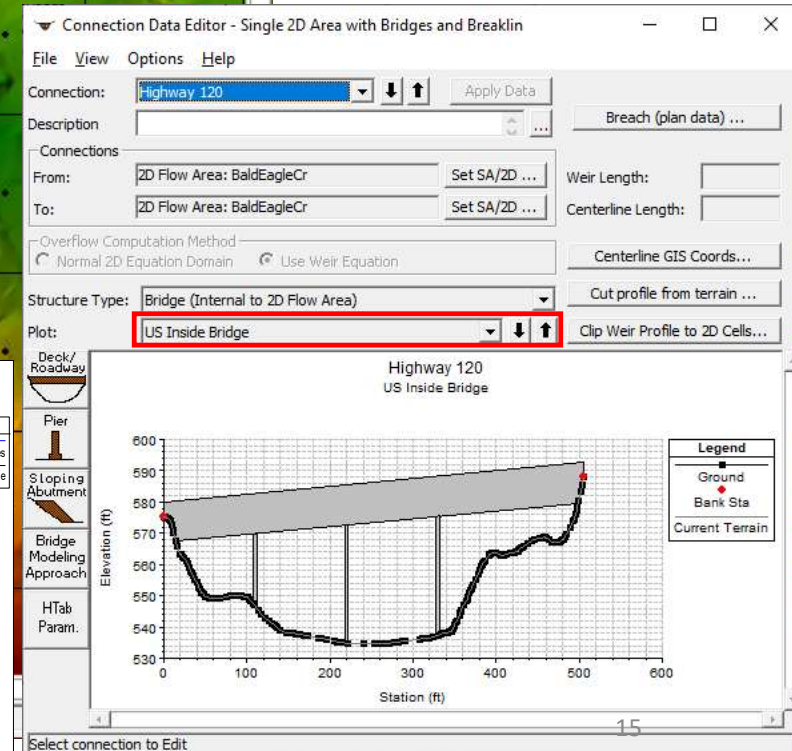 Connection Data Editor - Single 2D Area with Bridges and Breaklin
File View Options Help
Connection: Highway 120 Apply Data
Description ... Breach (plan data) ...
Connections
From: 2D Flow Area: BaldEagleCr Set SA/2D ... Weir Length:
To: 2D Flow Area: BaldEagleCr Set SA/2D ... Centerline Length:
Overflow Computation Method
Normal 2D Equation Domain Use Weir Equation Centerline GIS Coords...
Structure Type: Bridge (Internal to 2D Flow Area) Cut profile from terrain ...
Plot: US Inside Bridge Clip Weir Profile to 2D Cells...
Deck/
Roadway
Pier
Sloping
Abutment
Bridge
Modeling
Approach
HTab
Param.
Highway 120
US Inside Bridge
600
590
580
570
560
550
540
530
Elevation (ft)
0 100 200 300 400 500 600
Station (ft)
Legend
Ground
Bank Sta
Current Terrain
s
e
15
Select connection to Edit